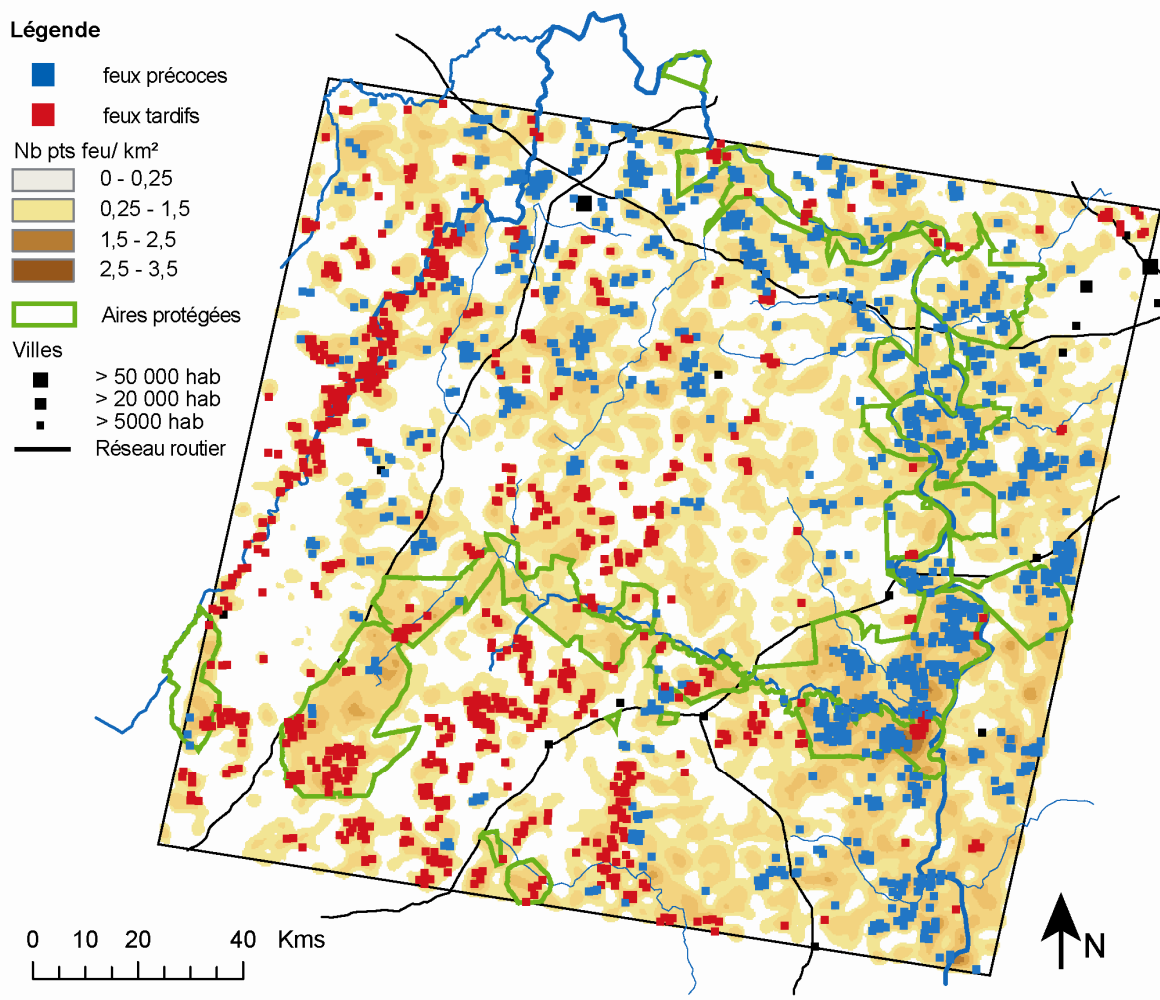 Légende
feux précoces
feux tardifs
Nb pts feu/ km²
0 - 0,25
0,25 - 1,5
1,5 - 2,5
2,5 - 3,5
Aires protégées
Villes
> 50 000 hab
> 20 000 hab
> 5000 hab
Réseau routier
0 10 20 40 Kms
N